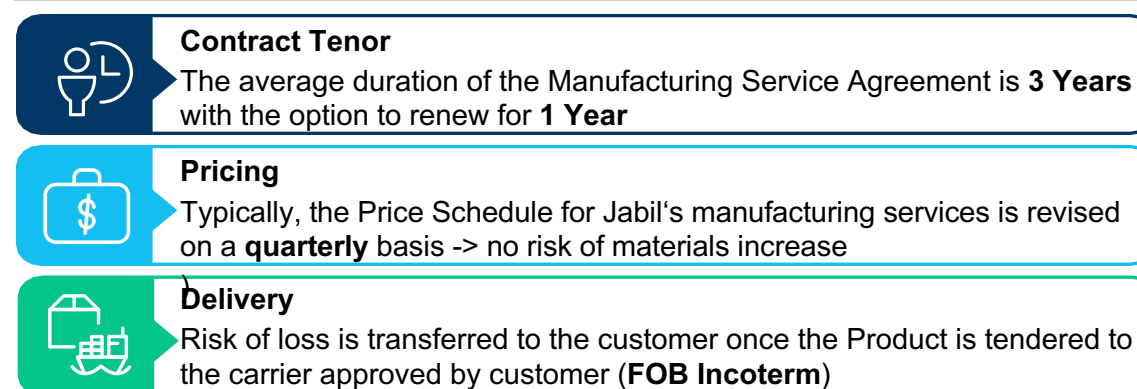 Contract Tenor
The average duration of the Manufacturing Service Agreement is 3 Years
with the option to renew for 1 Year
$
Pricing
Typically, the Price Schedule for Jabil‘s manufacturing services is revised
on a quarterly basis -> no risk of materials increase
)
Delivery
Risk of loss is transferred to the customer once the Product is tendered to
the carrier approved by customer (FOB Incoterm)